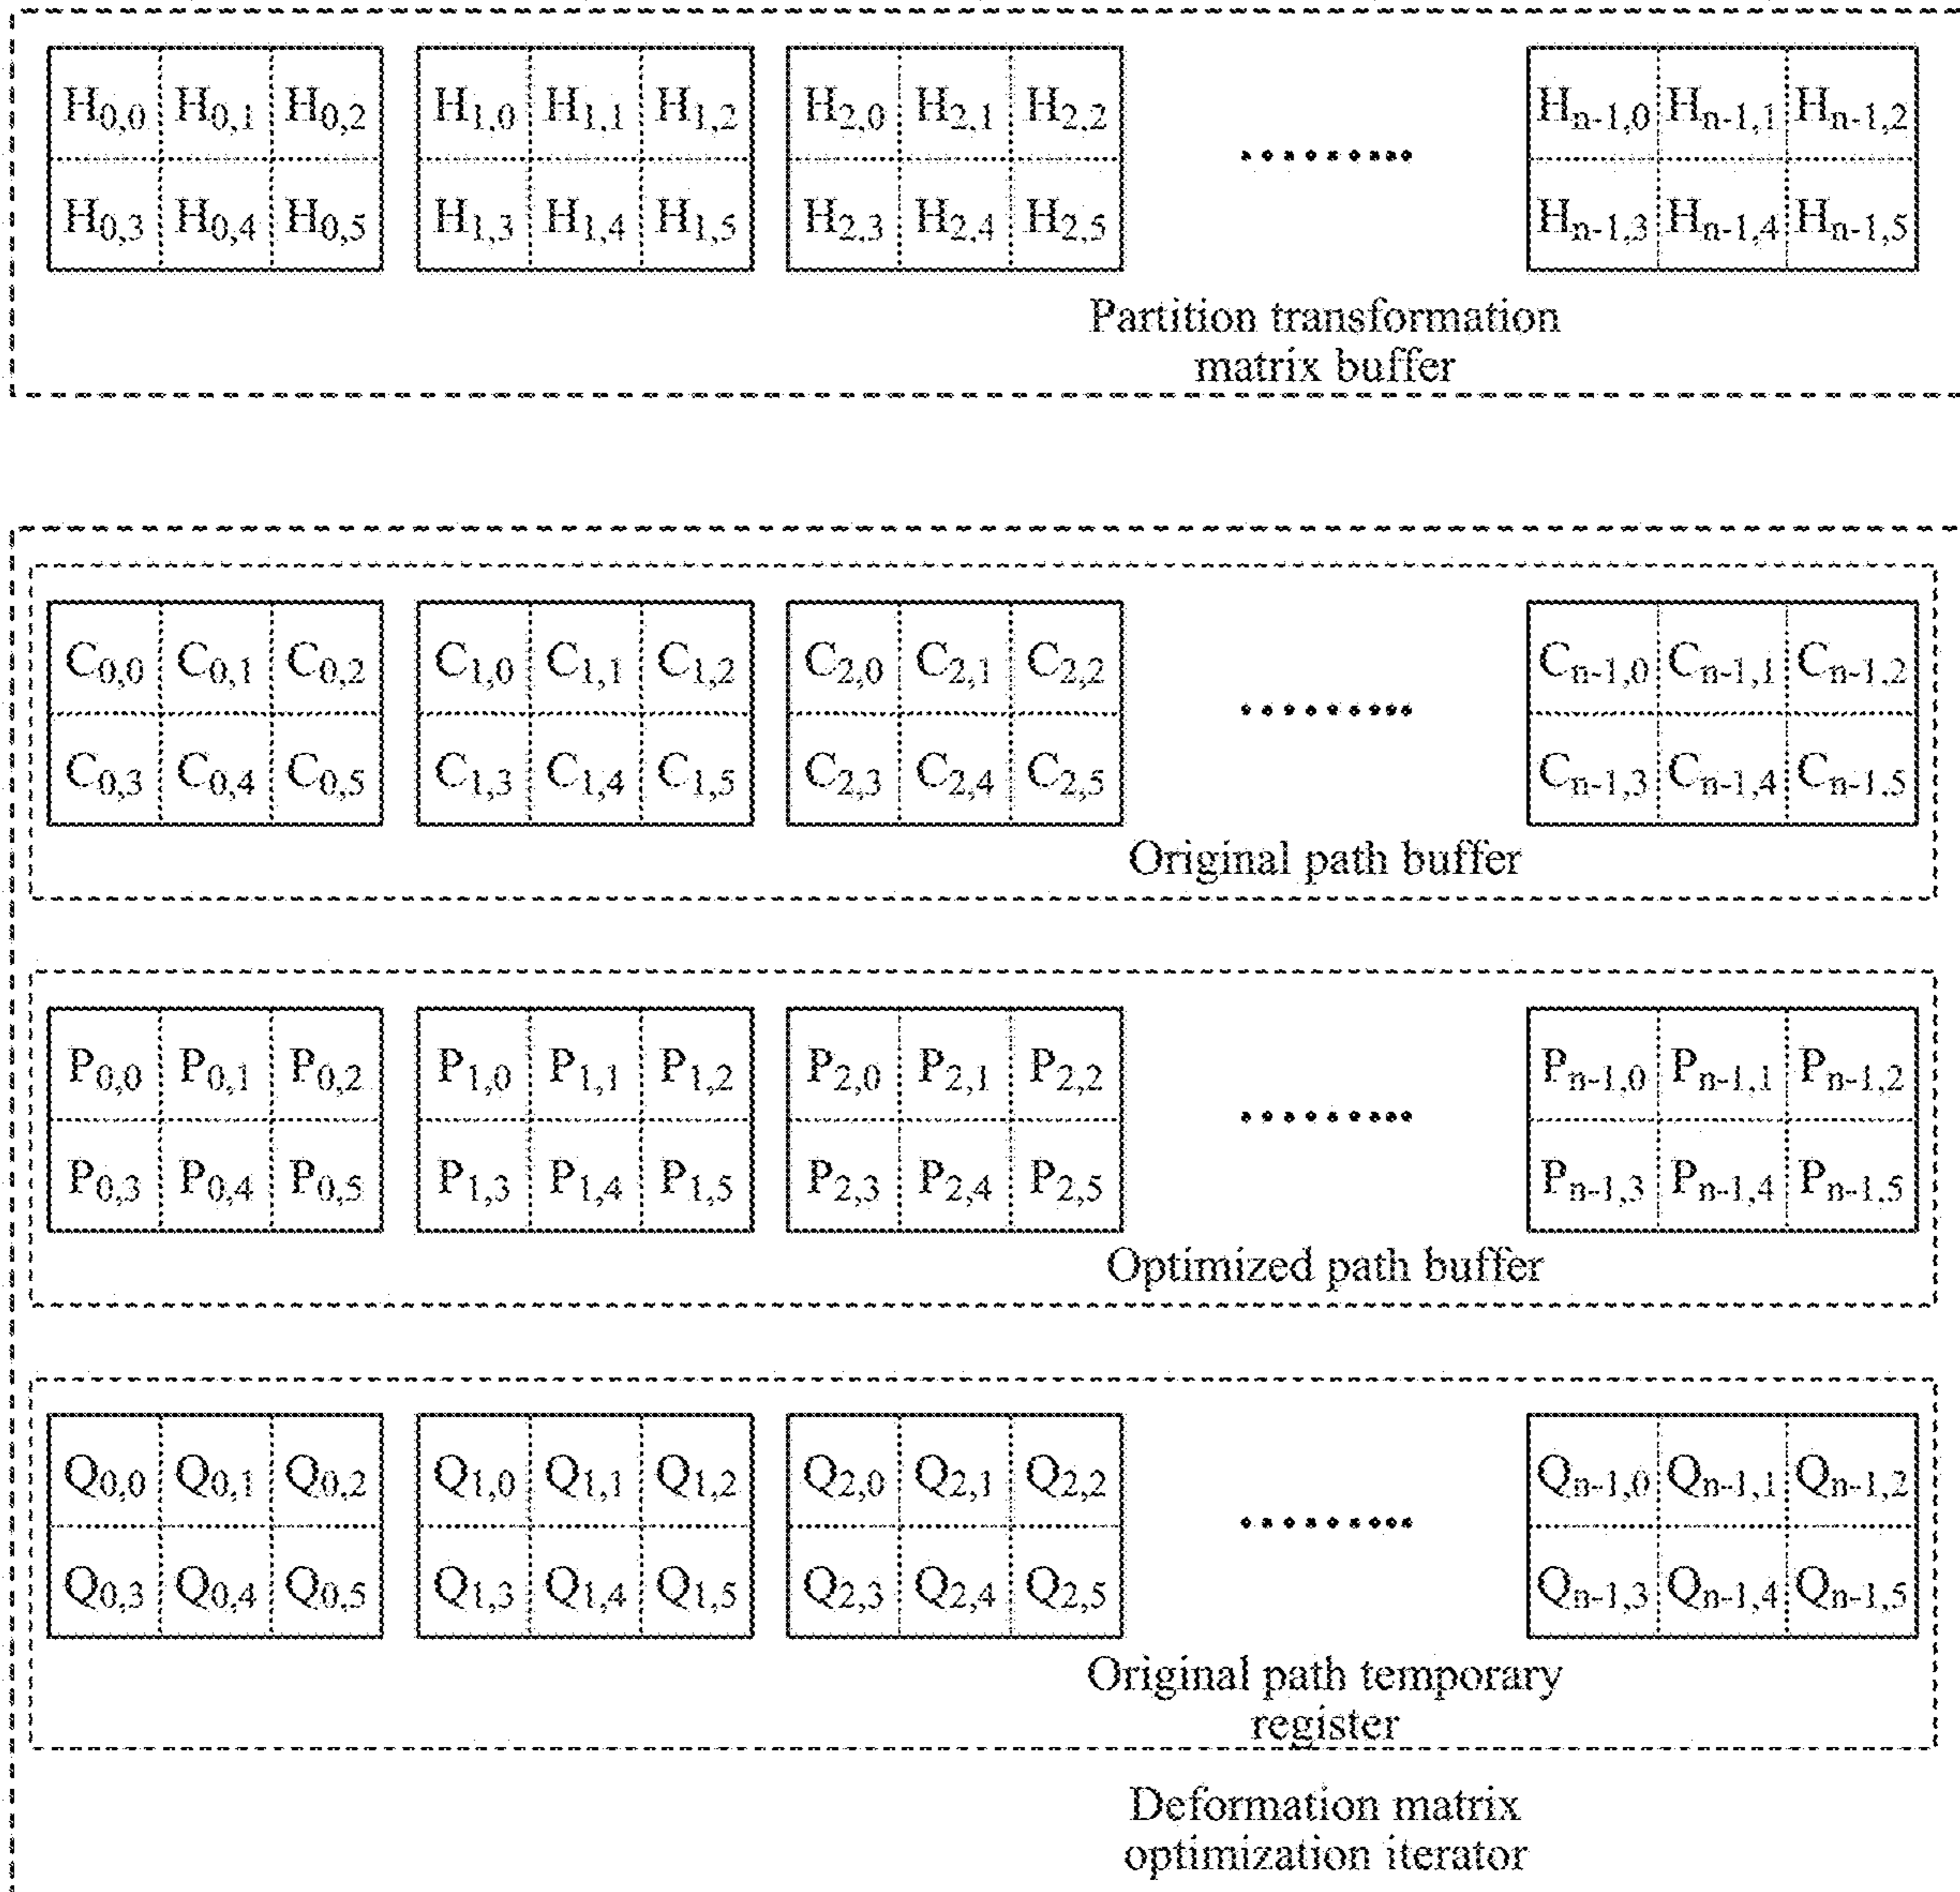 H0,0 H0,1 H0,2 H1,0 H1,1 H1,2 H2,0 H2,1 H2,2 Hn-1,0 Hn-1,1 Hn-1,2
.........
H0,3 H0,4 H0,5 H1,3 H1,4 H1,5 H2,3 H2,4 H2,5 Hn-1,3 Hn-1,4 Hn-1,5
Partition transformation
matrix buffer
C0,0 C0,1 C0,2 C1,0 C1,1 C1,2 C2,0 C2,1 C2,2 Cn-1,0 Cn-1,1 Cn-1,2
.........
C0,3 C0,4 C0,5 C1,3 C1,4 C1,5 C2,3 C2,4 C2,5 Cn-1,3 Cn-1,4 Cn-1,5
Original path buffer
P0,0 P0,1 P0,2 P1,0 P1,1 P1,2 P2,0 P2,1 P2,2 Pn-1,0 Pn-1,1 Pn-1,2
.........
P0,3 P0,4 P0,5 P1,3 P1,4 P1,5 P2,3 P2,4 P2,5 Pn-1,3 Pn-1,4 Pn-1,5
Optimized path buffer
Q0,0 Q0,1 Q0,2 Q1,0 Q1,1 Q1,2 Q2,0 Q2,1 Q2,2 Qn-1,0 Qn-1,1 Qn-1,2
.........
Q0,3 Q0,4 Q0,5 Q1,3 Q1,4 Q1,5 Q2,3 Q2,4 Q2,5 Qn-1,3 Qn-1,4 Qn-1,5
Original path temporary
register
Deformation matrix
optimization iterator